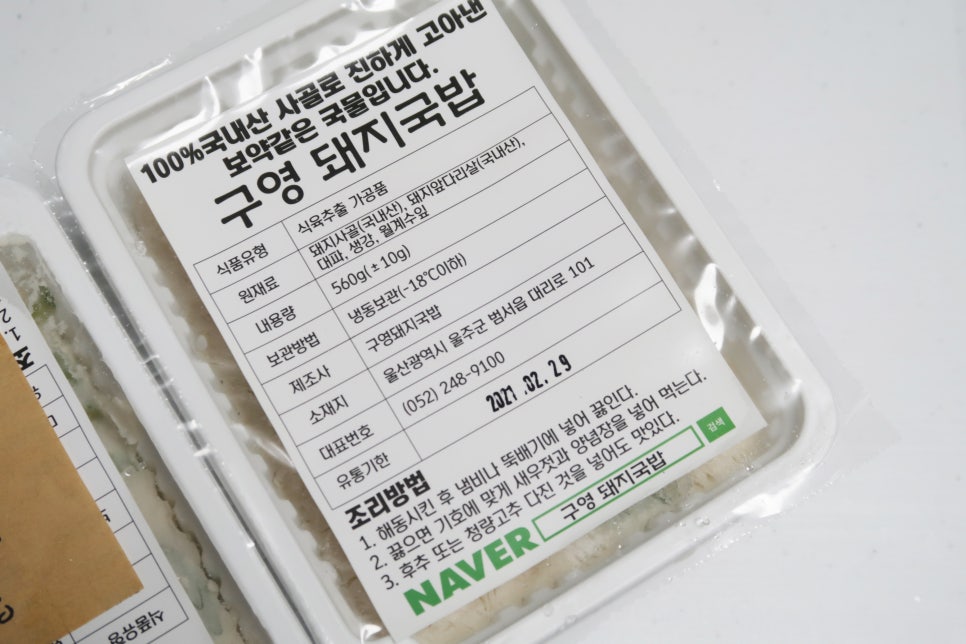 100%국내산 사골로 진하게 고아낸
보약같은 국물입니다.
구영 돼지국밥
식품유형 식육추출 가공품
원재료 돼지사골(국내산), 돼지앞다리살(국내산),
대파, 생강, 월계수잎
내용량 560g(±10g)
보관방법 냉동보관(-18℃이하)
제조사 구영돼지국밥
소재지 울산광역시 울주군 범서읍 대리로 101
대표번호 (052) 248-9100
유통기한 2021.02.29
조리방법
1. 해동시킨 후 냄비나 뚝배기에 넣어 끓인다.
2. 끓으면 기호에 맞게 새우젓과 양념장을 넣어 먹는다.
3. 후추 또는 청량고추 다진 것을 넣어도 맛있다.
NAVER 구영 돼지국밥 검색
식품유형